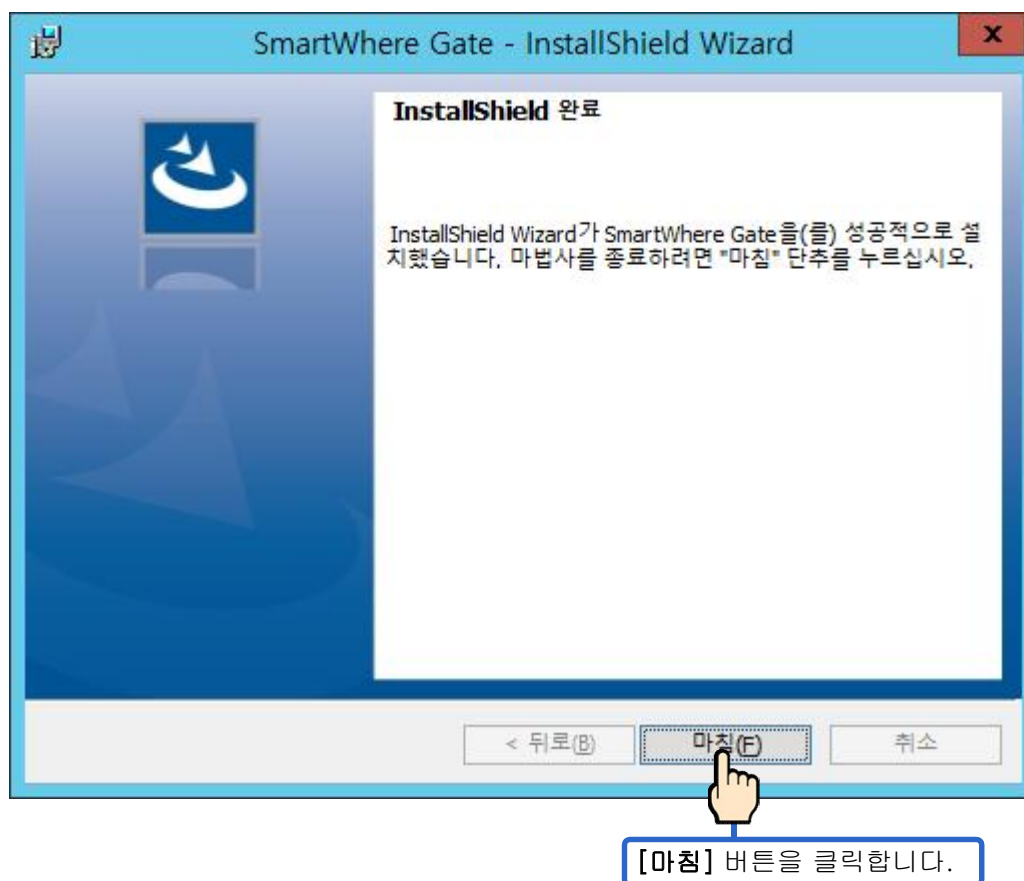 SmartWhere Gate - InstallShield Wizard
x
InstallShield 완료
InstallShield Wizard가 SmartWhere Gate을(를) 성공적으로 설
치했습니다. 마법사를 종료하려면 "마침" 단추를 누르십시오.
< 뒤로(B) 마침(F) 취소
[마침] 버튼을 클릭합니다.